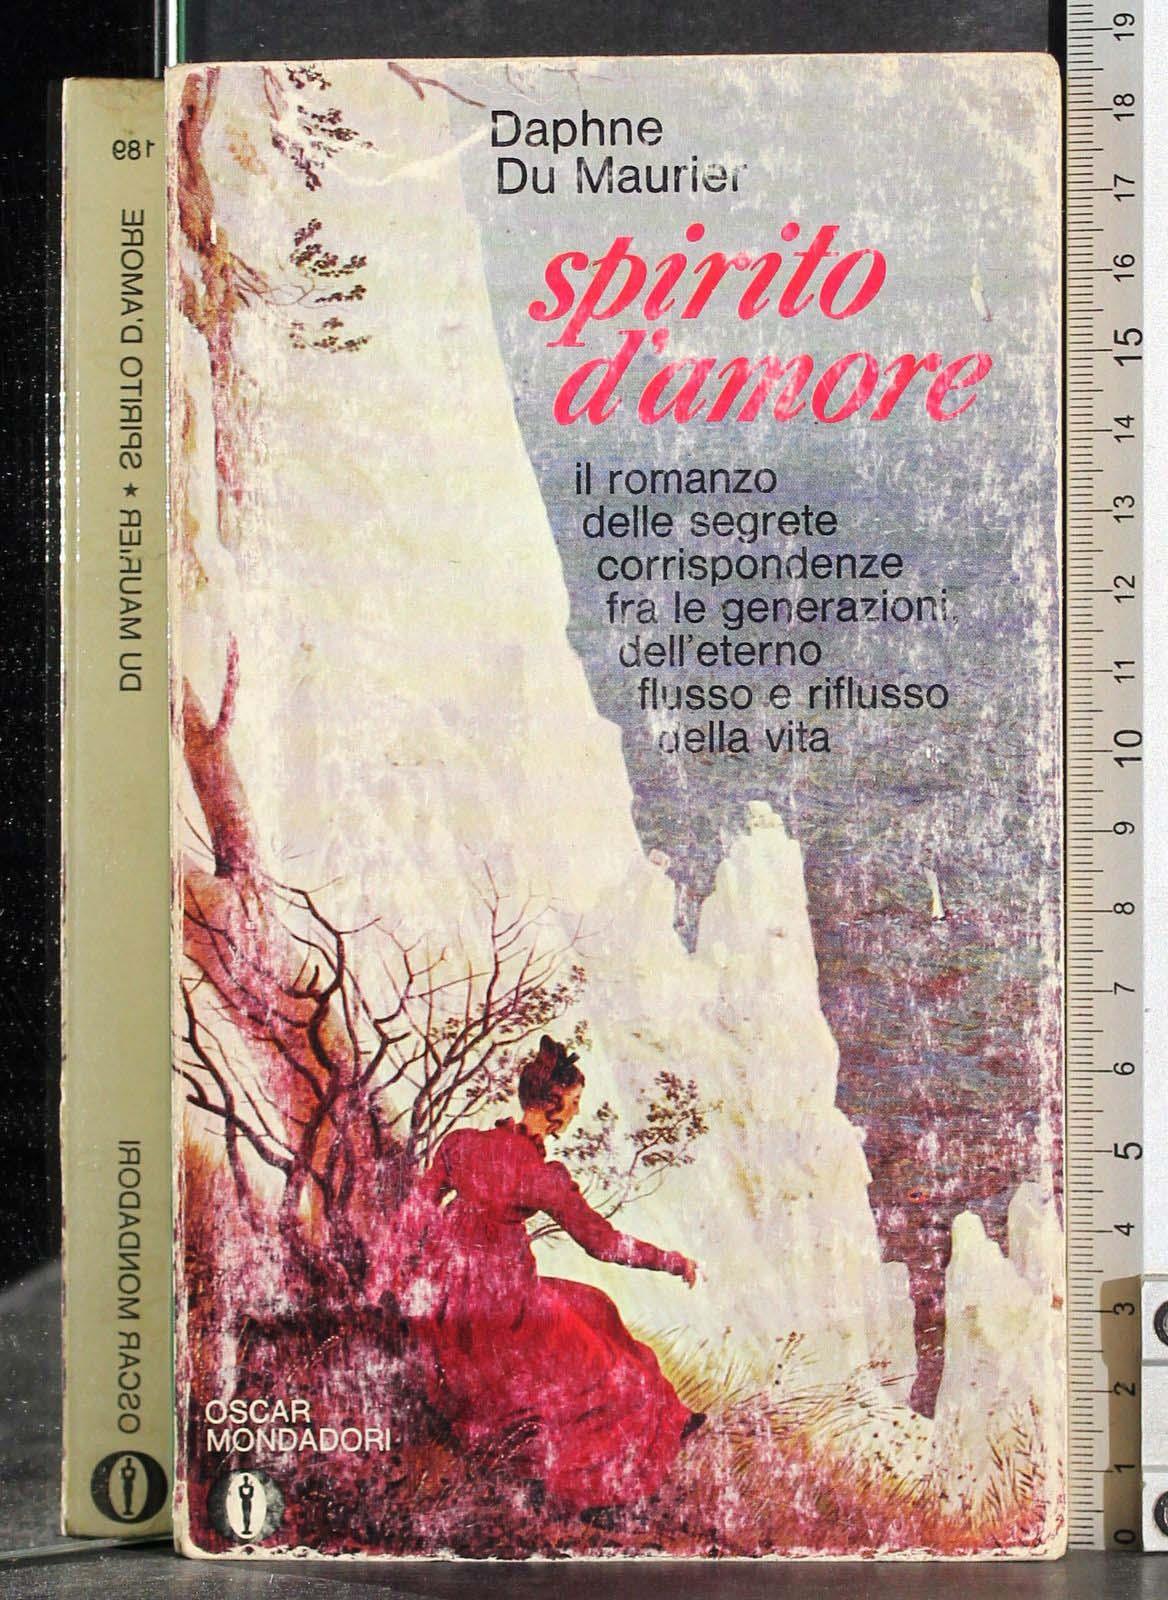 Daphne
Du Maurier
spirito
d'amore
il romanzo
delle segrete
corrispondenze
fra le generazioni,
dell'eterno
flusso e riflusso
della vita
OSCAR
MONDADORI
189
DU MAURIER ★ SPIRITO D'AMORE
OSCAR MONDADORI
19
18
17
16
15
14
13
12
11
10
9
8
7
6
5
4
3
2
1
0